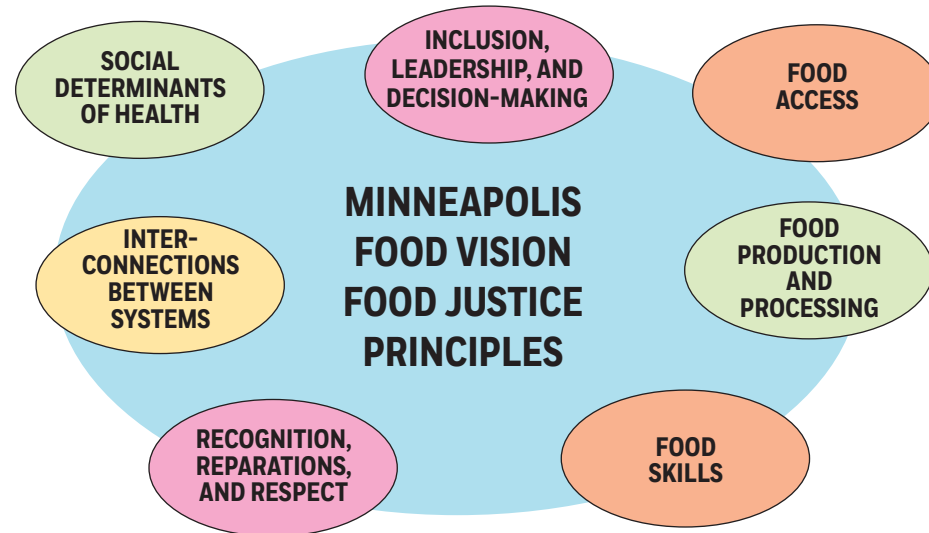 SOCIAL
DETERMINANTS
OF HEALTH
INCLUSION,
LEADERSHIP, AND
DECISION-MAKING
FOOD
ACCESS
MINNEAPOLIS
FOOD VISION
FOOD JUSTICE
PRINCIPLES
INTER-
CONNECTIONS
BETWEEN
SYSTEMS
FOOD
PRODUCTION
AND
PROCESSING
RECOGNITION,
REPARATIONS,
AND RESPECT
FOOD
SKILLS